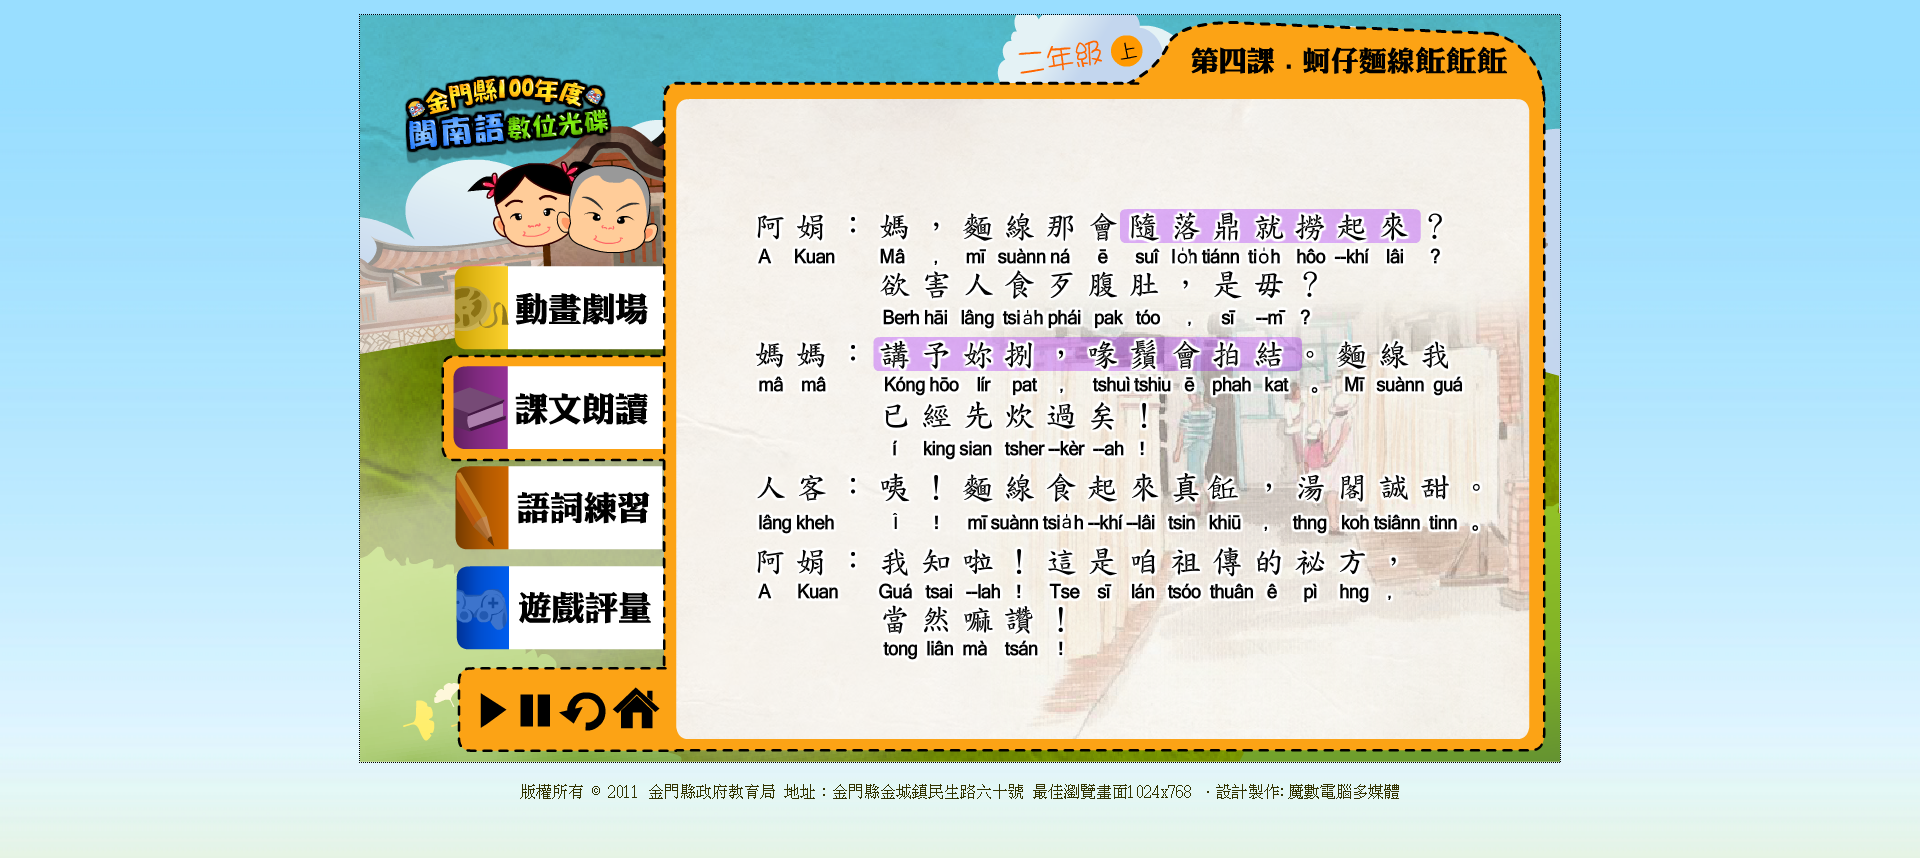 二年級 上
第四課．蚵仔麵線飣飣飣
金門縣100年度
閩南語數位光碟
動畫劇場
課文朗讀
語詞練習
遊戲評量
阿娟：媽，麵線那會隨落鼎就撈起來？
A Kuan Mâ , mī suànn ná ē suî lo̍h tiánn tio̍h hôo --khí lâi ?
欲害人食歹腹肚，是毋？
Berh hāi lâng tsia̍h phái pak tóo , sī --mī ?
媽媽：講予妳捌，喙鬚會拍結。麵線我
mâ mâ Kóng hōo lír pat , tshuì tshiu ē phah kat 。 Mī suànn guá
已經先炊過矣！
í king sian tsher --kèr --ah !
人客：咦！麵線食起來真飪，湯閣誠甜。
lâng kheh Î ! mī suànn tsia̍h --khí --lâi tsin khiū , thng koh tsiânn tinn 。
阿娟：我知啦！這是咱祖傳的祕方，
A Kuan Guá tsai --lah ! Tse sī lán tsóo thuân ê pì hng ,
當然嘛讚！
tong liân mà tsán !
版權所有 © 2011 金門縣政府教育局 地址：金門縣金城鎮民生路六十號 最佳瀏覽畫面1024x768 ．設計製作: 魔數電腦多媒體